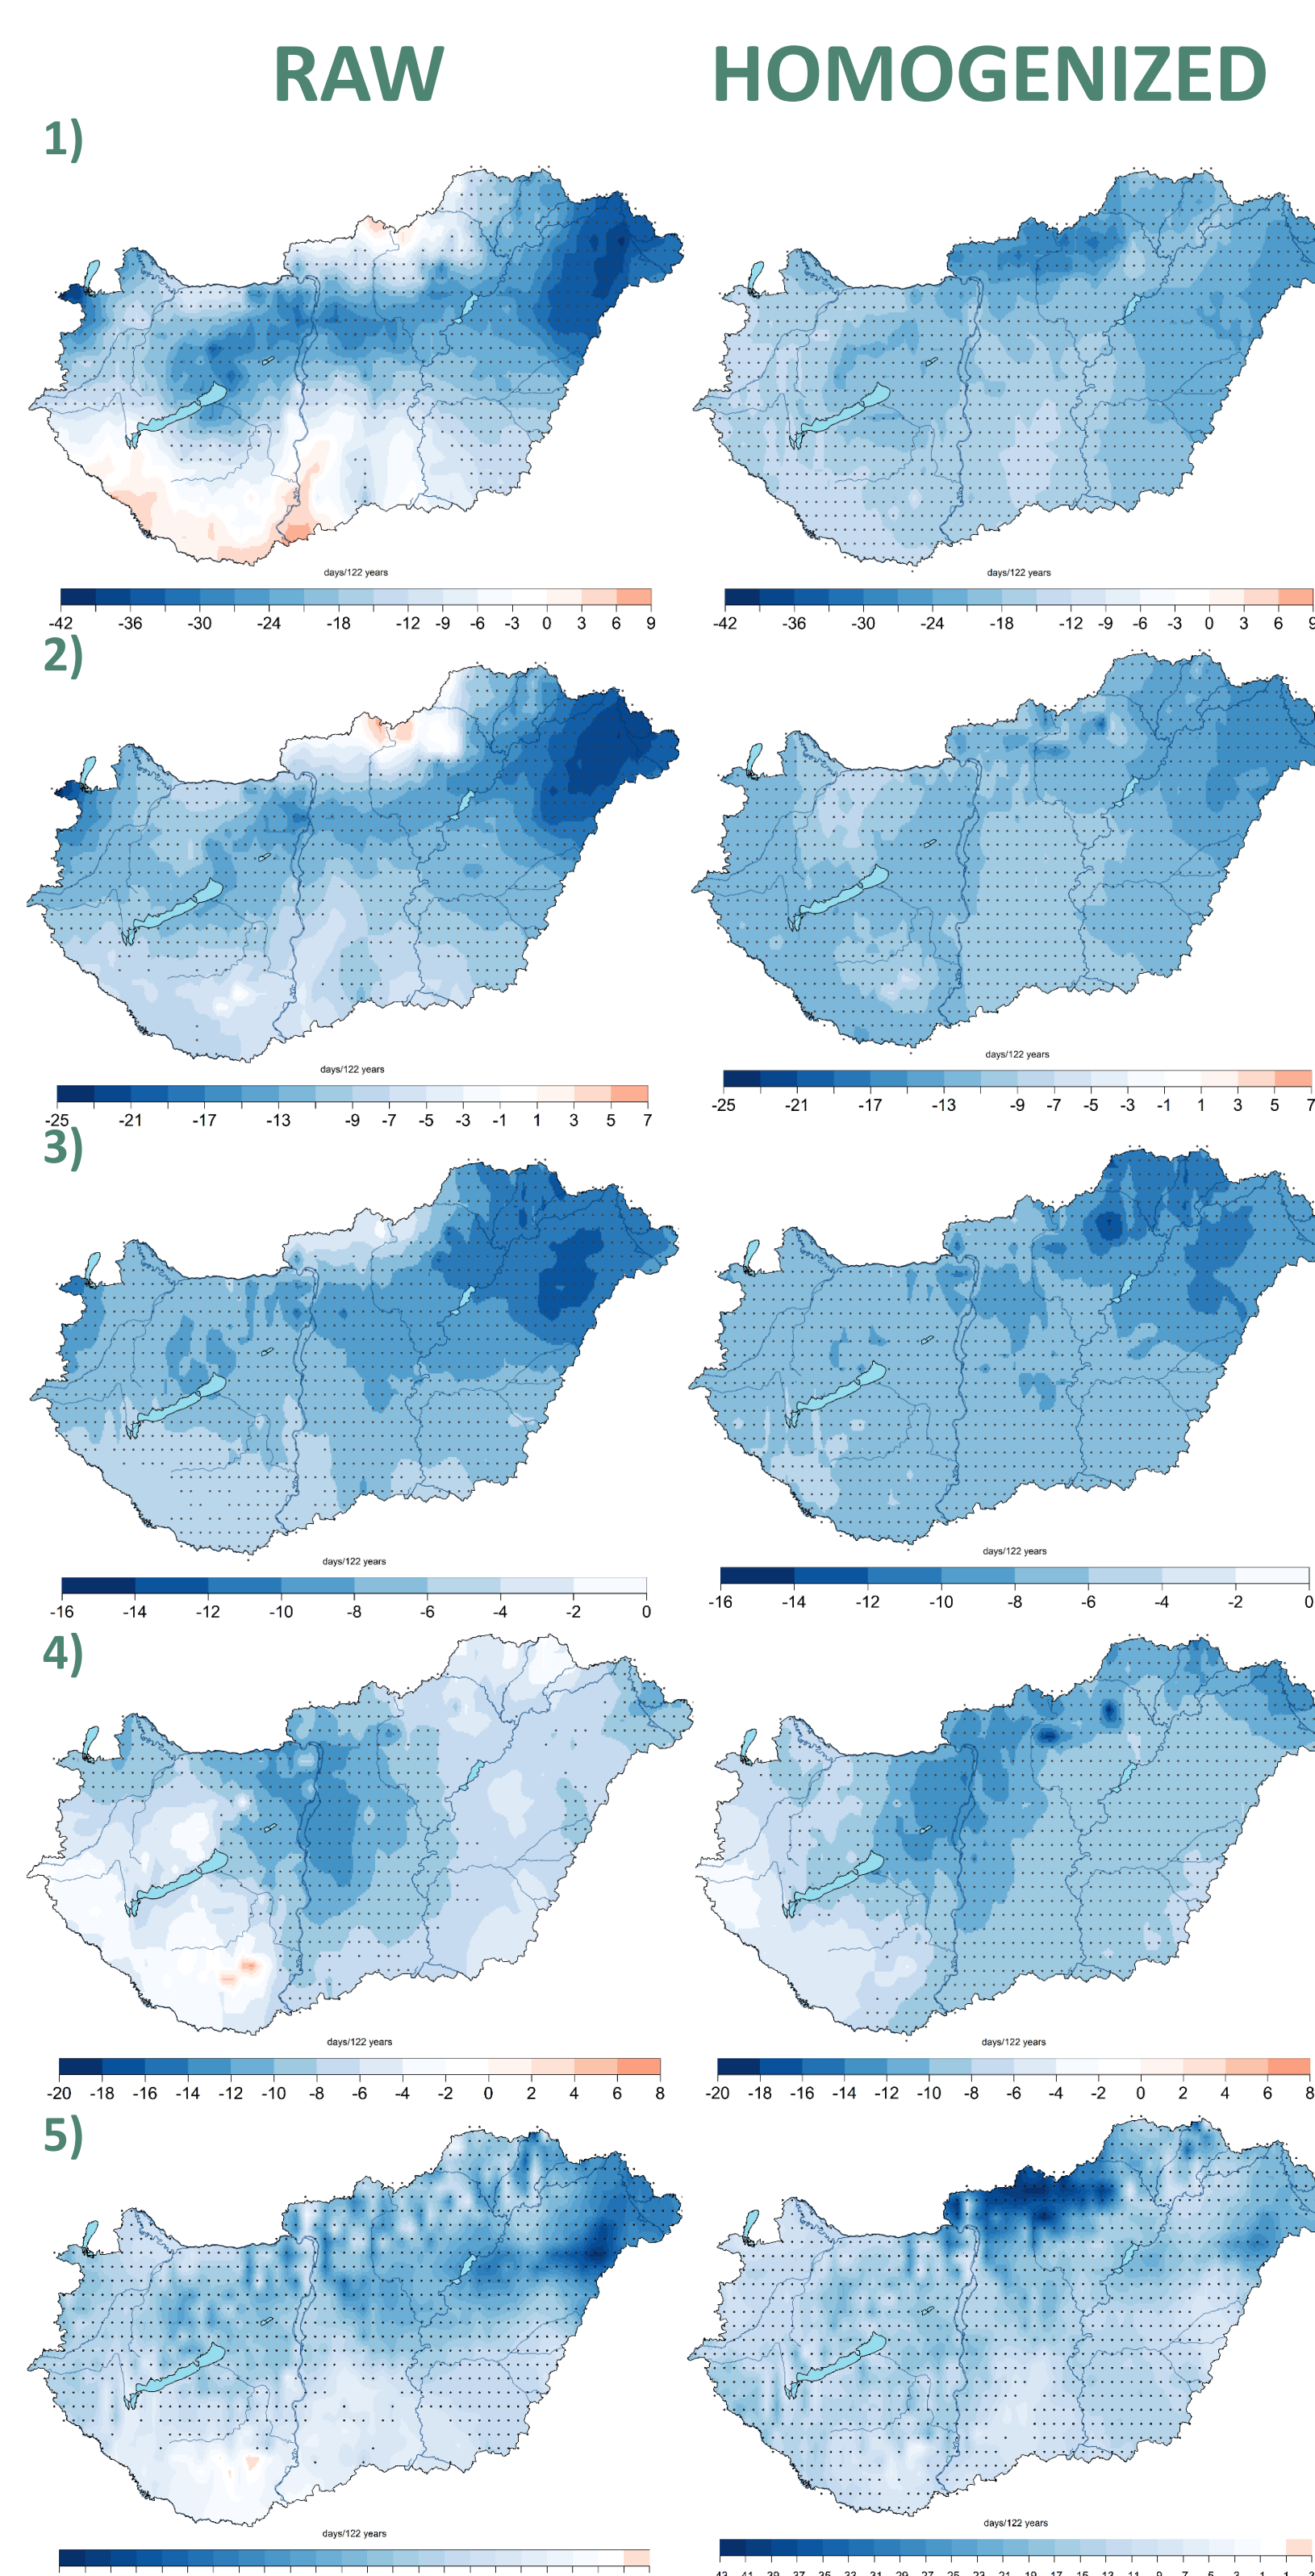 RAW HOMOGENIZED
1)
days/122 years days/122 years
-42 -36 -30 -24 -18 -12 -9 -6 -3 0 3 6 9 -42 -36 -30 -24 -18 -12 -9 -6 -3 0 3 6 9
2)
days/122 years days/122 years
-25 -21 -17 -13 -9 -7 -5 -3 -1 1 3 5 7 -25 -21 -17 -13 -9 -7 -5 -3 -1 1 3 5 7
3)
days/122 years days/122 years
-16 -14 -12 -10 -8 -6 -4 -2 0 -16 -14 -12 -10 -8 -6 -4 -2 0
4)
days/122 years days/122 years
-20 -18 -16 -14 -12 -10 -8 -6 -4 -2 0 2 4 6 8 -20 -18 -16 -14 -12 -10 -8 -6 -4 -2 0 2 4 6 8
5)
days/122 years days/122 years